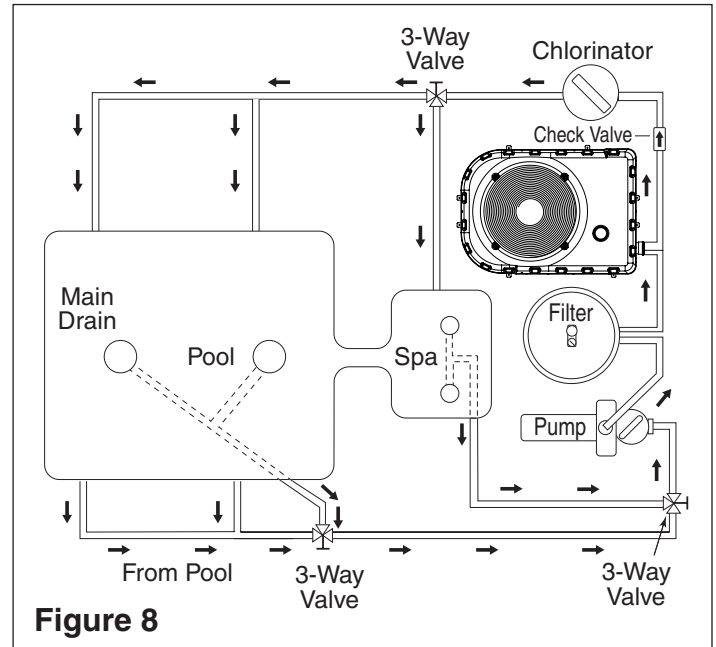 3-Way
Valve
Chlorinator
Check Valve
Main
Drain
Pool
Spa
Filter
Pump
From Pool
3-Way
Valve
3-Way
Valve
Figure 8